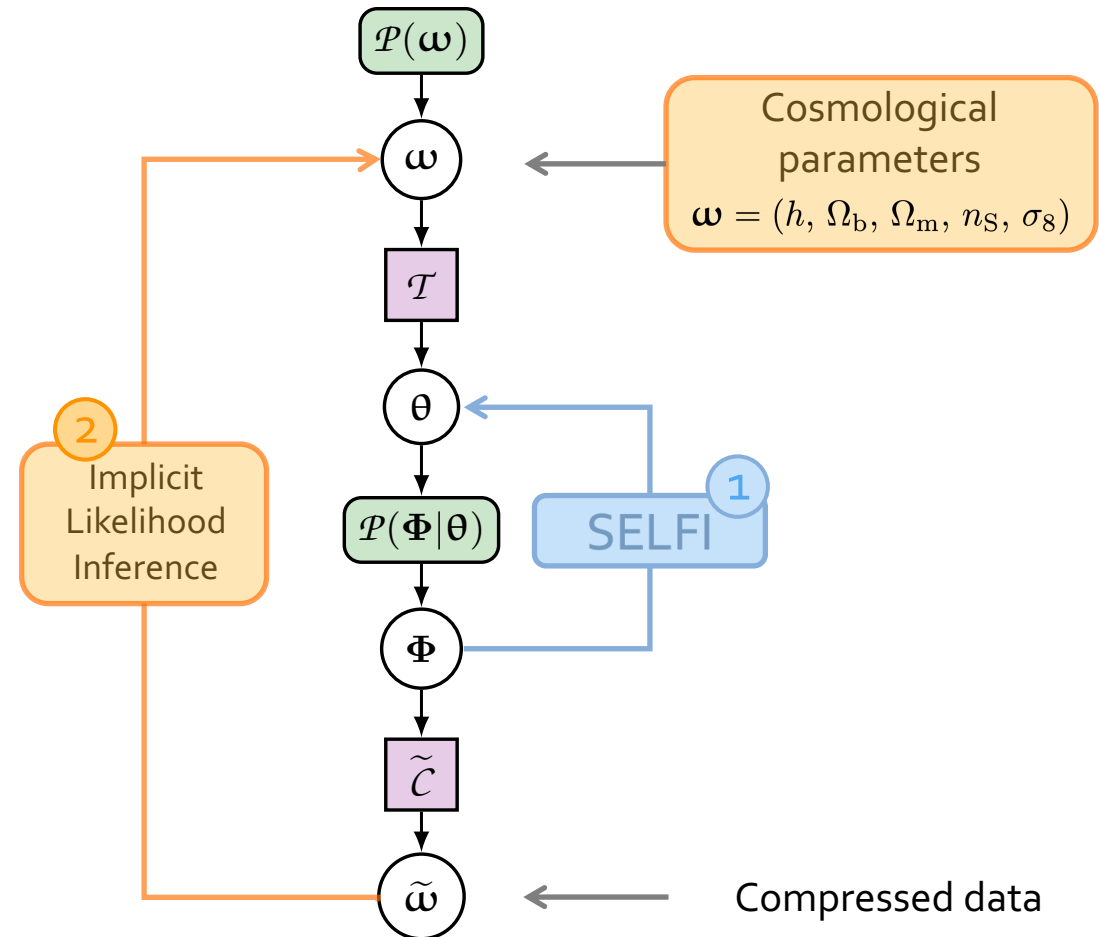 𝒫(ω)
ω
Cosmological
parameters
ω = (h, Ω_b, Ω_m, n_S, σ_8)
𝒯
θ
2
Implicit
Likelihood
Inference
1
SELFI
𝒫(Φ|θ)
Φ
C̃
ω̃
Compressed data